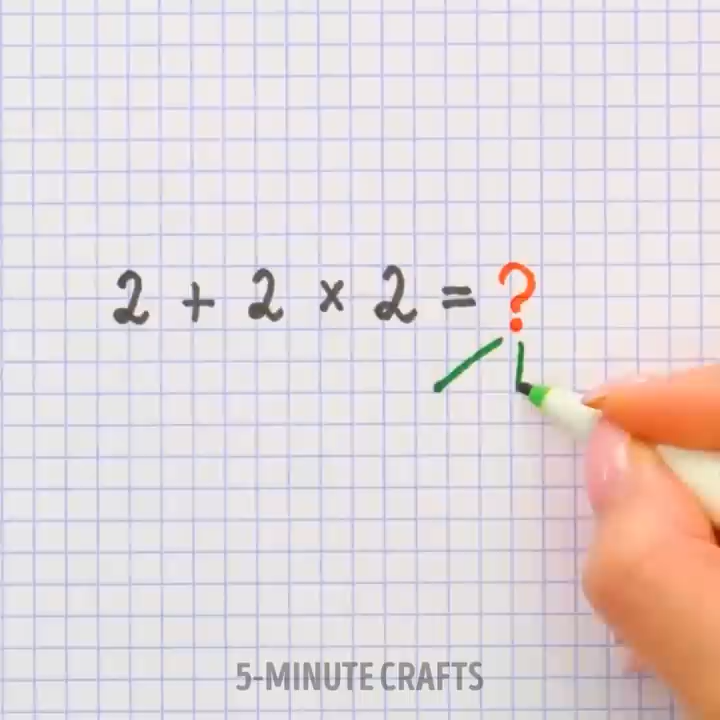 2 + 2 × 2 = ?
5-MINUTE CRAFTS